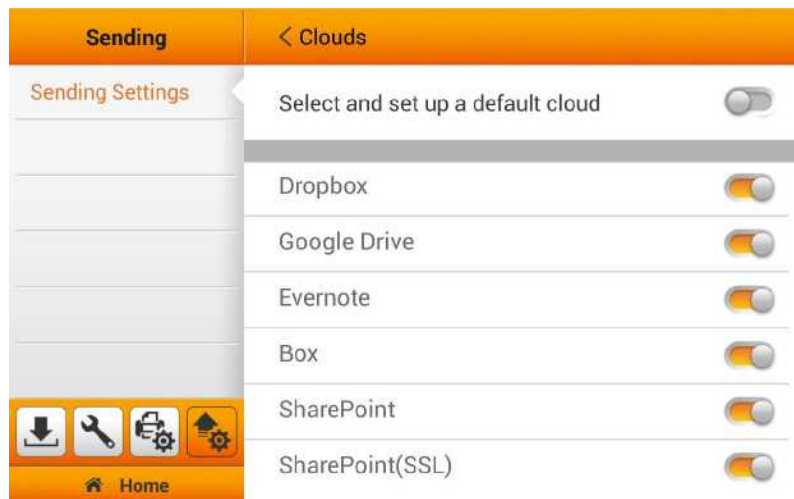 Sending
< Clouds
Sending Settings
Select and set up a default cloud
Dropbox
Google Drive
Evernote
Box
SharePoint
SharePoint(SSL)
Home